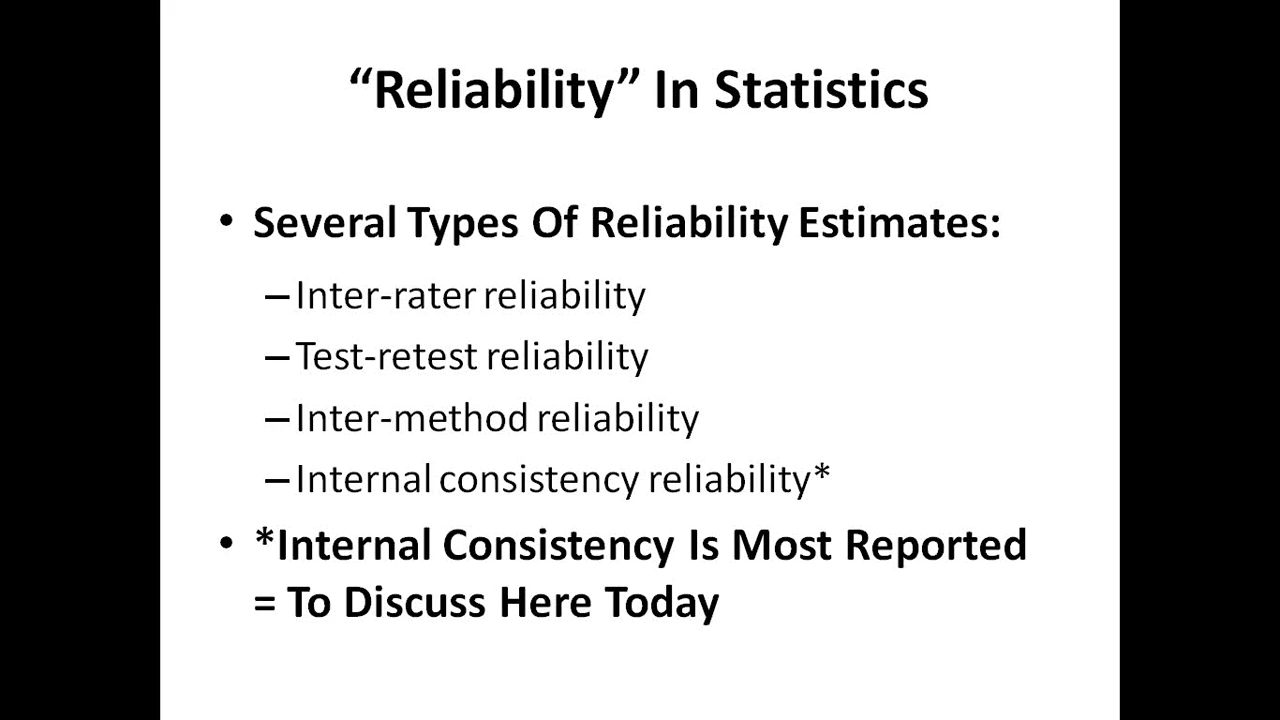 “Reliability” In Statistics
• Several Types Of Reliability Estimates:
– Inter-rater reliability
– Test-retest reliability
– Inter-method reliability
– Internal consistency reliability*
• *Internal Consistency Is Most Reported
= To Discuss Here Today